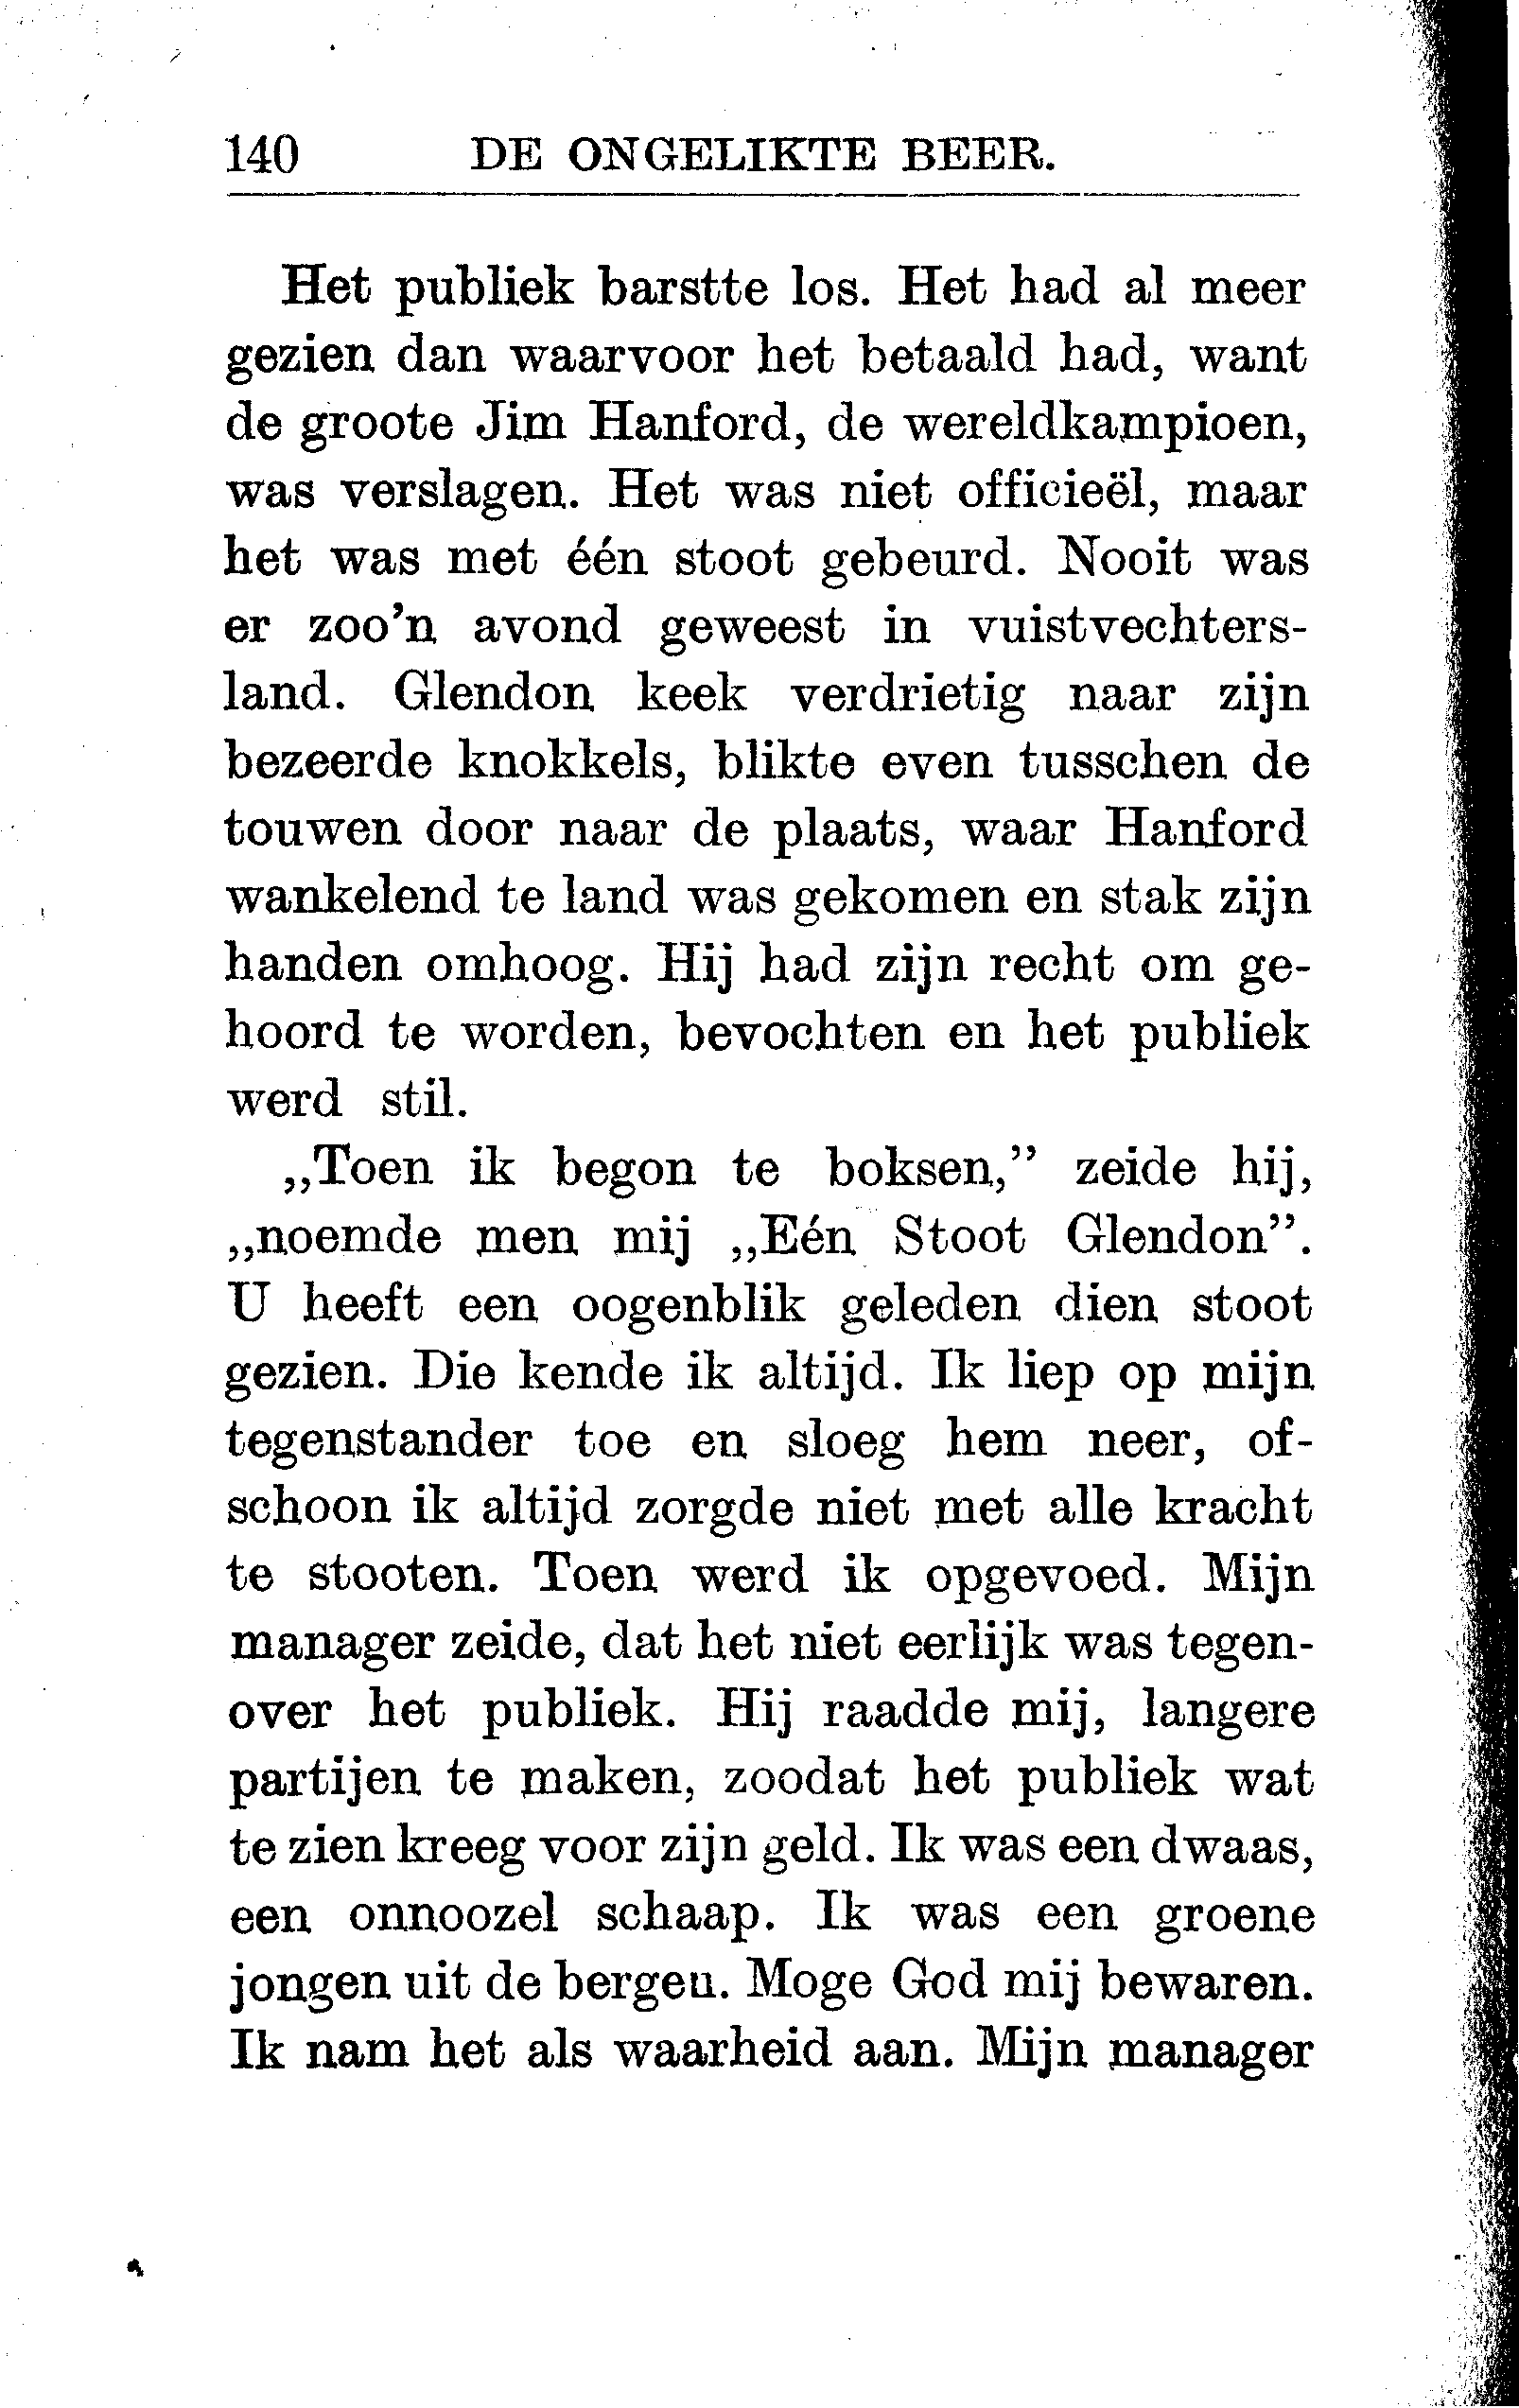 140 DE ONGELIKTE BEER.
Het publiek barstte los. Het had al meer
gezien dan waarvoor het betaald had, want
de groote Jim Hanford, de wereldkampioen,
was verslagen. Het was niet officieël, maar
het was met één stoot gebeurd. Nooit was
er zoo'n avond geweest in vuistvechters-
land. Glendon keek verdrietig naar zijn
bezeerde knokkels, blikte even tusschen de
touwen door naar de plaats, waar Hanford
wankelend te land was gekomen en stak zijn
handen omhoog. Hij had zijn recht om ge-
hoord te worden, bevochten en het publiek
werd stil.
„Toen ik begon te boksen,” zeide hij,
„noemde men mij „Eén Stoot Glendon”.
U heeft een oogenblik geleden dien stoot
gezien. Die kende ik altijd. Ik liep op mijn
tegenstander toe en sloeg hem neer, of-
schoon ik altijd zorgde niet met alle kracht
te stooten. Toen werd ik opgevoed. Mijn
manager zeide, dat het niet eerlijk was tegen-
over het publiek. Hij raadde mij, langere
partijen te maken, zoodat het publiek wat
te zien kreeg voor zijn geld. Ik was een dwaas,
een onnoozel schaap. Ik was een groene
jongen uit de bergeu. Moge God mij bewaren.
Ik nam het als waarheid aan. Mijn manager